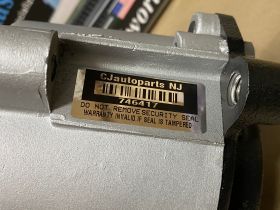 CJautoparts NJ
746417
DO NOT REMOVE SECURITY SEAL
WARRANTY INVALID IF SEAL IS TAMPERED